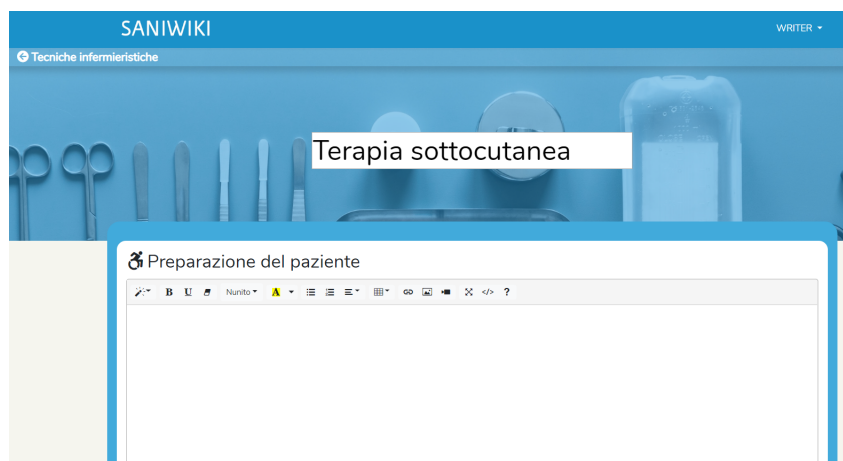 SANIWIKI
WRITER
Tecniche infermieristiche
Terapia sottocutanea
Preparazione del paziente
B U Nunito A </> ?